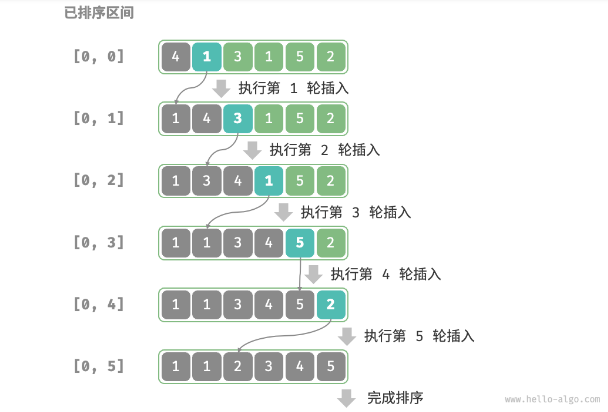 已排序区间
[0, 0] 4 1 3 1 5 2
执行第 1 轮插入
[0, 1] 1 4 3 1 5 2
执行第 2 轮插入
[0, 2] 1 3 4 1 5 2
执行第 3 轮插入
[0, 3] 1 1 3 4 5 2
执行第 4 轮插入
[0, 4] 1 1 3 4 5 2
执行第 5 轮插入
[0, 5] 1 1 2 3 4 5
完成排序
www.hello-algo.com